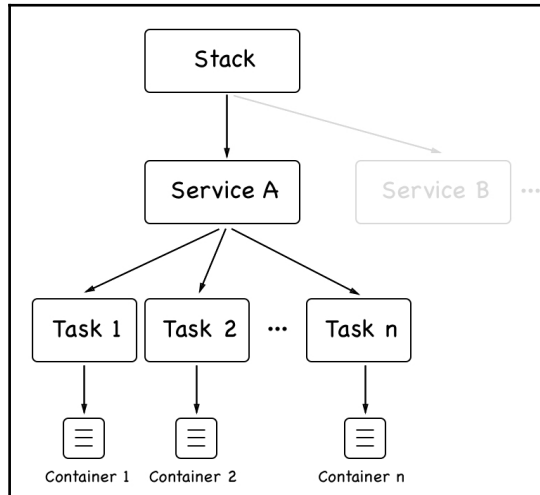 Stack
Service A
Service B
...
Task 1
Task 2
...
Task n
Container 1
Container 2
Container n